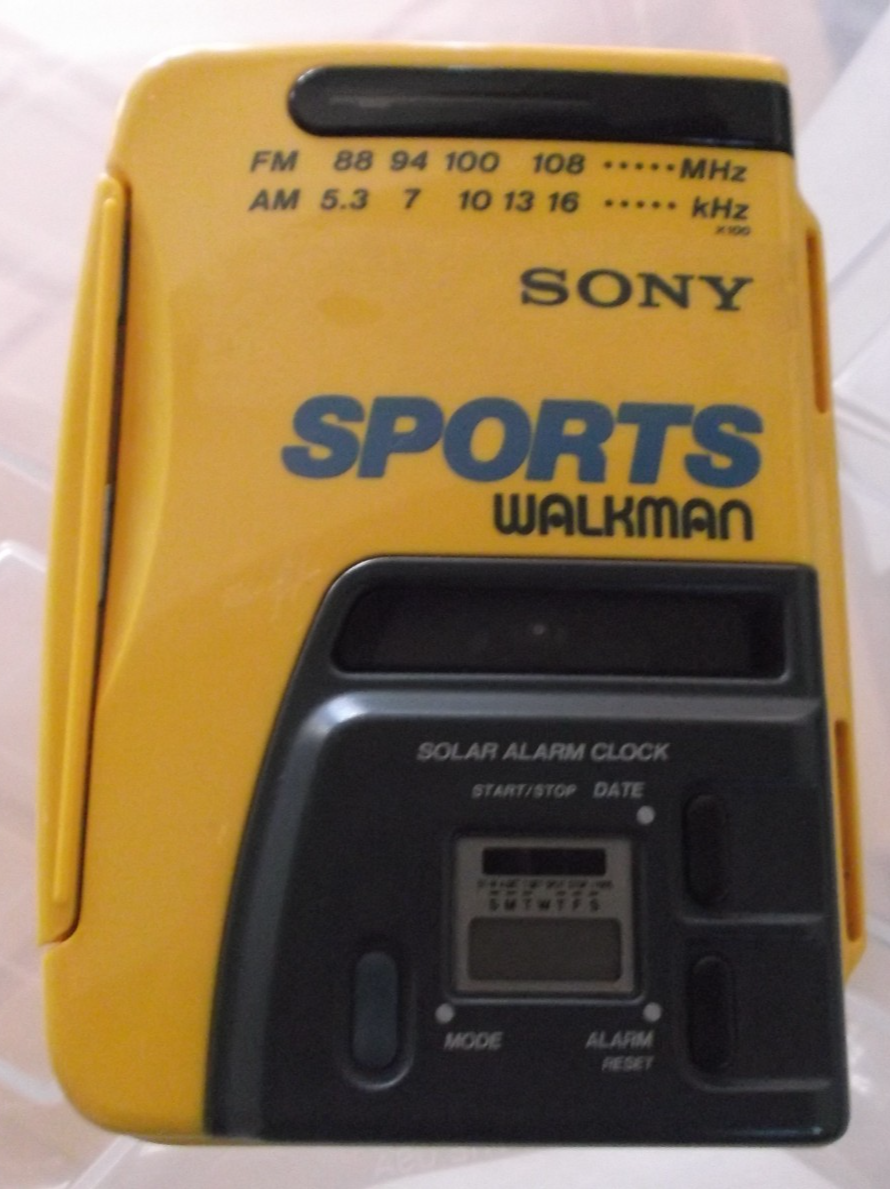 FM 88 94 100 108 ·····MHz
AM 5.3 7 10 13 16 ····· kHz
x100
SONY
SPORTS
WALKMAN
SOLAR ALARM CLOCK
START/STOP DATE
S M T W T F S
MODE ALARM
RESET